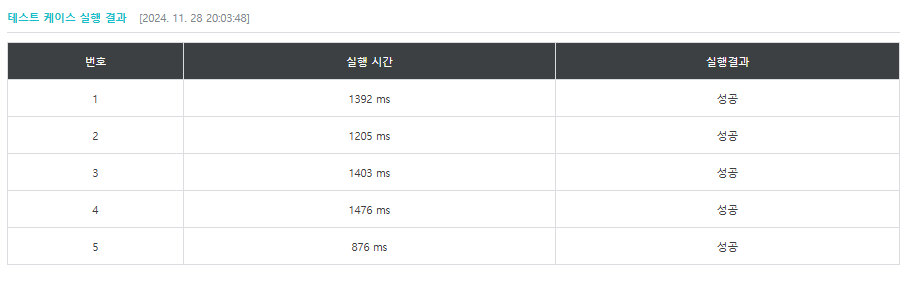 테스트 케이스 실행 결과 [2024. 11. 28 20:03:48]
번호 실행 시간 실행결과
1 1392 ms 성공
2 1205 ms 성공
3 1403 ms 성공
4 1476 ms 성공
5 876 ms 성공